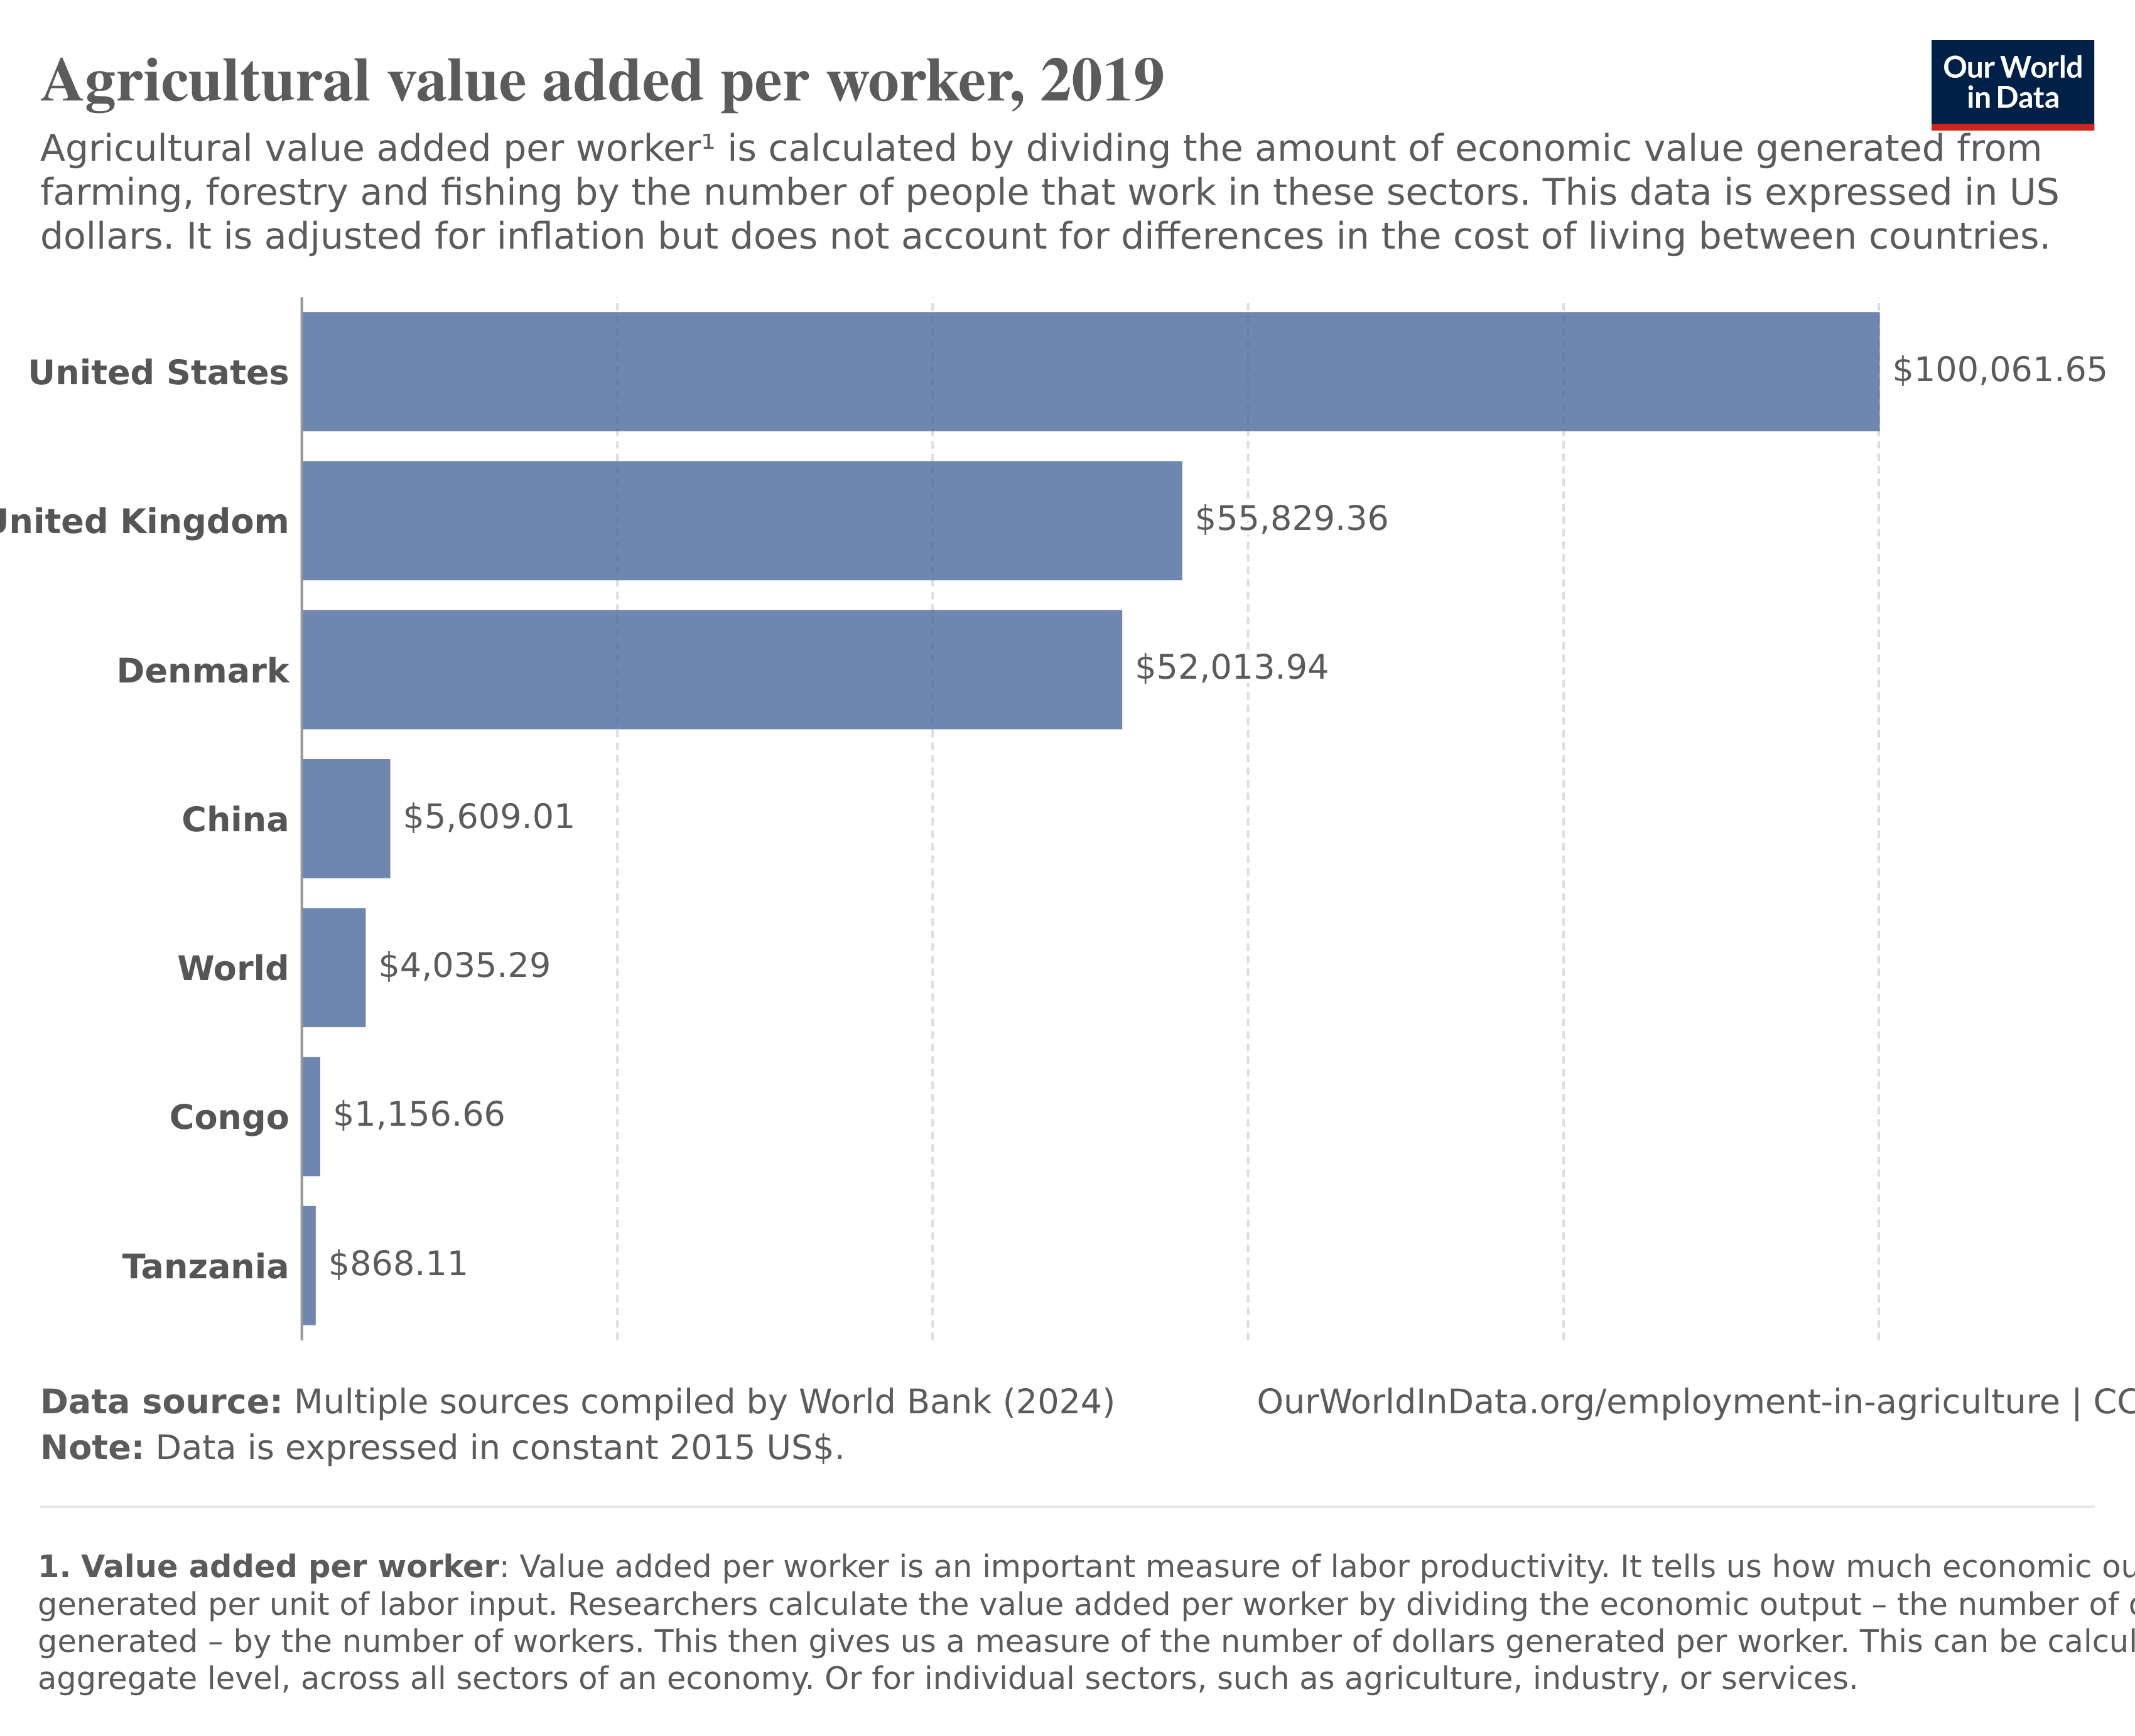 Agricultural value added per worker, 2019
Our World
in Data
Agricultural value added per worker¹ is calculated by dividing the amount of economic value generated from
farming, forestry and fishing by the number of people that work in these sectors. This data is expressed in US
dollars. It is adjusted for inflation but does not account for differences in the cost of living between countries.
United States $100,061.65
United Kingdom $55,829.36
Denmark $52,013.94
China $5,609.01
World $4,035.29
Congo $1,156.66
Tanzania $868.11
Data source: Multiple sources compiled by World Bank (2024) OurWorldInData.org/employment-in-agriculture | CC
Note: Data is expressed in constant 2015 US$.
1. Value added per worker: Value added per worker is an important measure of labor productivity. It tells us how much economic
generated per unit of labor input. Researchers calculate the value added per worker by dividing the economic output – the number of
generated – by the number of workers. This then gives us a measure of the number of dollars generated per worker. This can be
aggregate level, across all sectors of an economy. Or for individual sectors, such as agriculture, industry, or services.